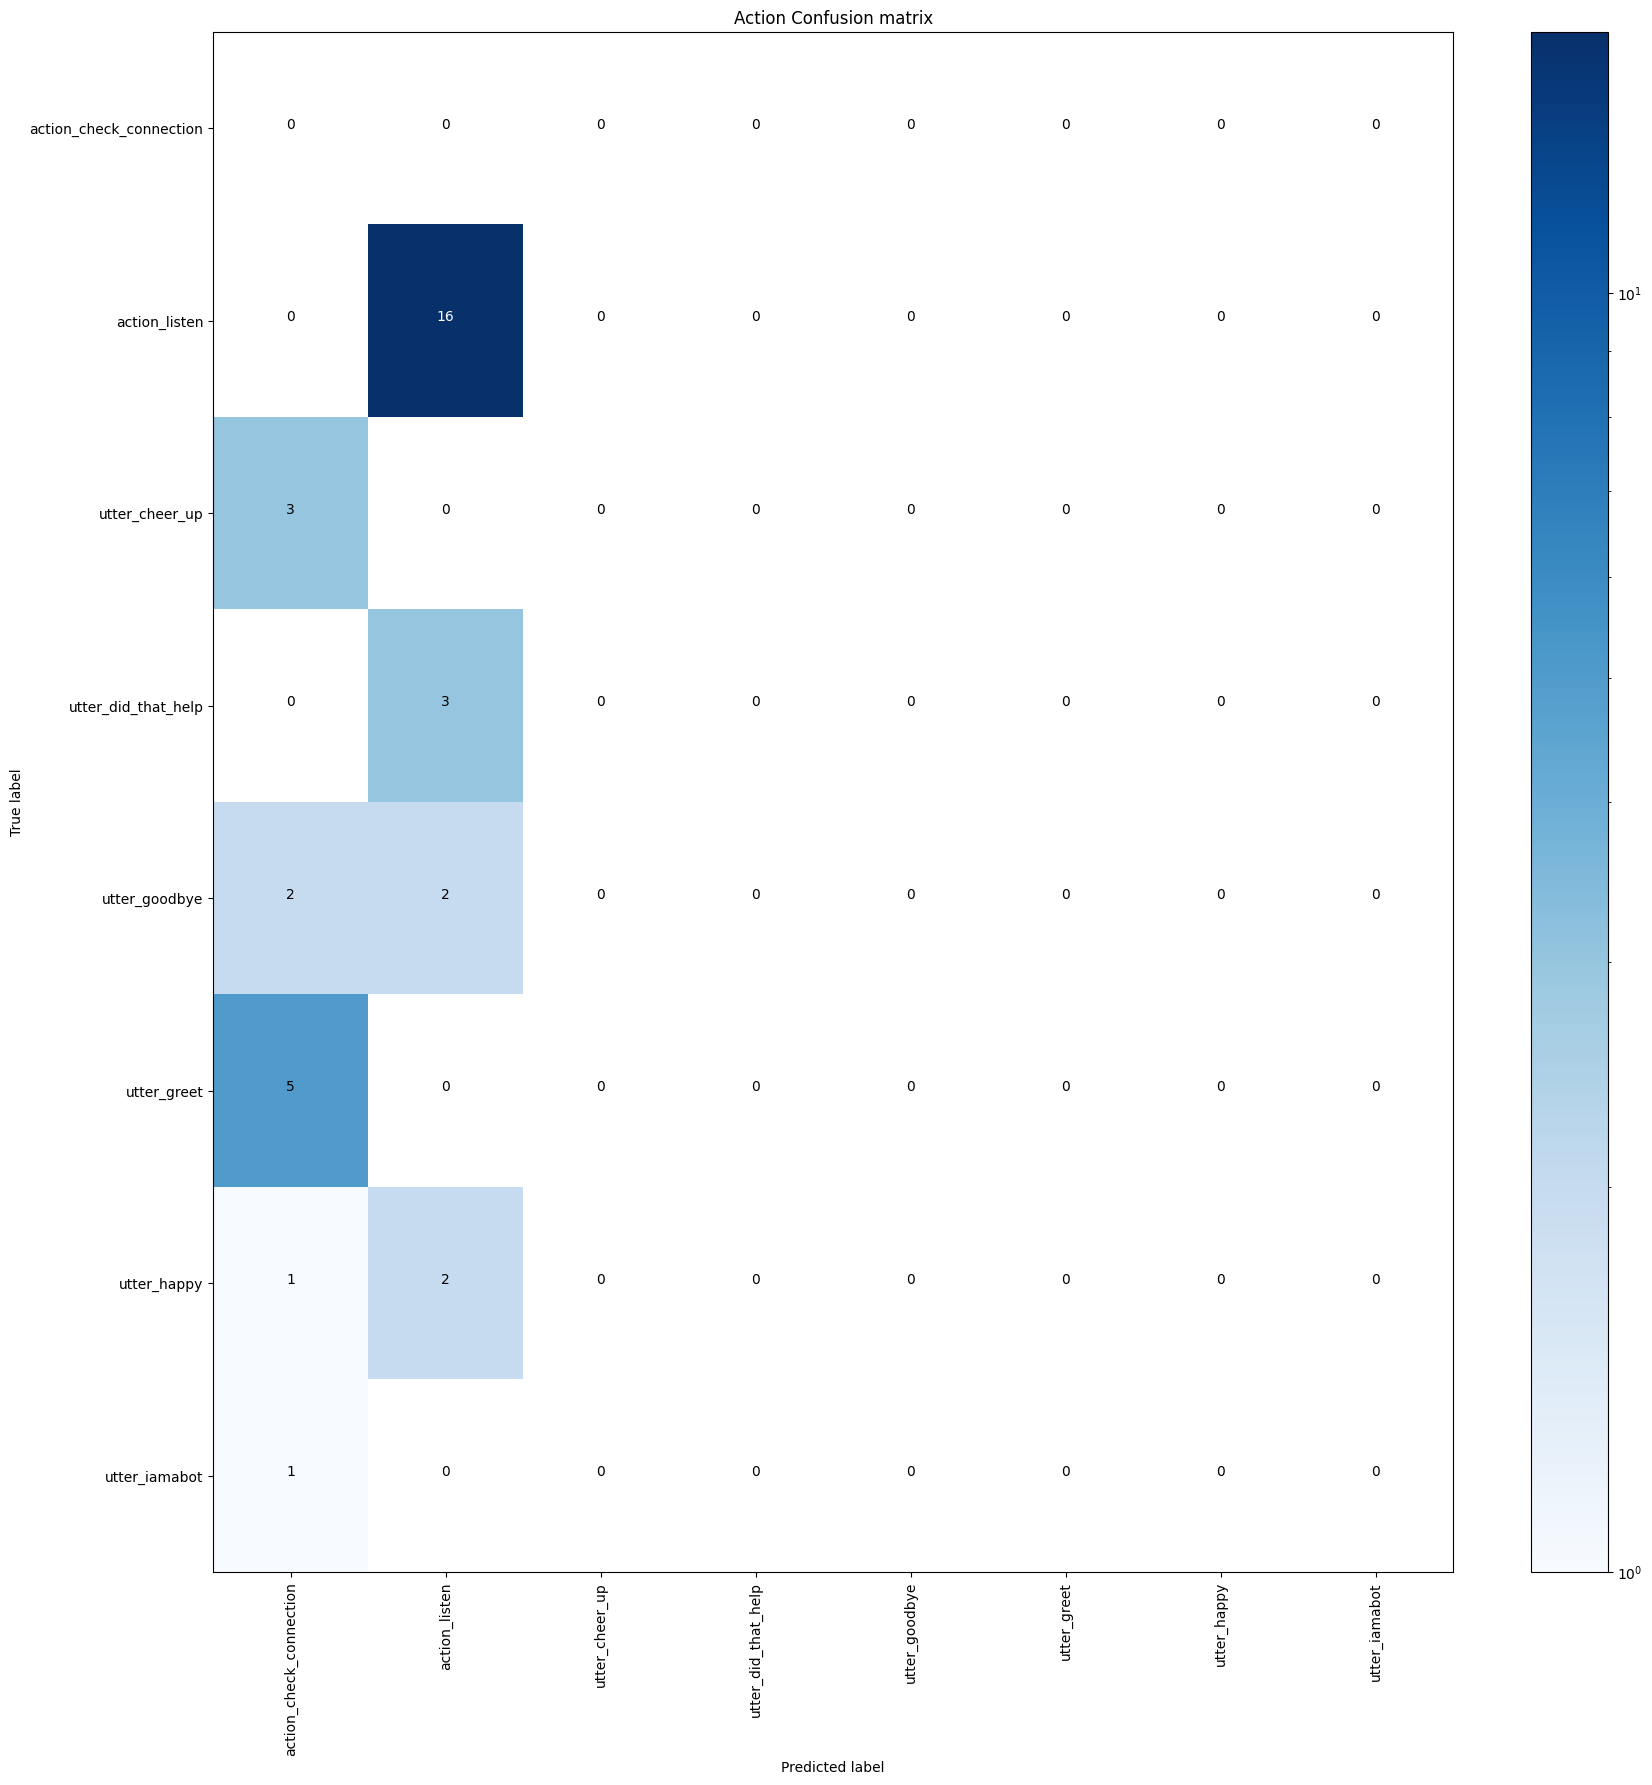 Action Confusion matrix
action_check_connection 0 0 0 0 0 0 0 0
action_listen 0 16 0 0 0 0 0 0
utter_cheer_up 3 0 0 0 0 0 0 0
utter_did_that_help 0 3 0 0 0 0 0 0
utter_goodbye 2 2 0 0 0 0 0 0
utter_greet 5 0 0 0 0 0 0 0
utter_happy 1 2 0 0 0 0 0 0
utter_iamabot 1 0 0 0 0 0 0 0
True label
action_check_connection
action_listen
utter_cheer_up
utter_did_that_help
utter_goodbye
utter_greet
utter_happy
utter_iamabot
Predicted label
10¹
10⁰